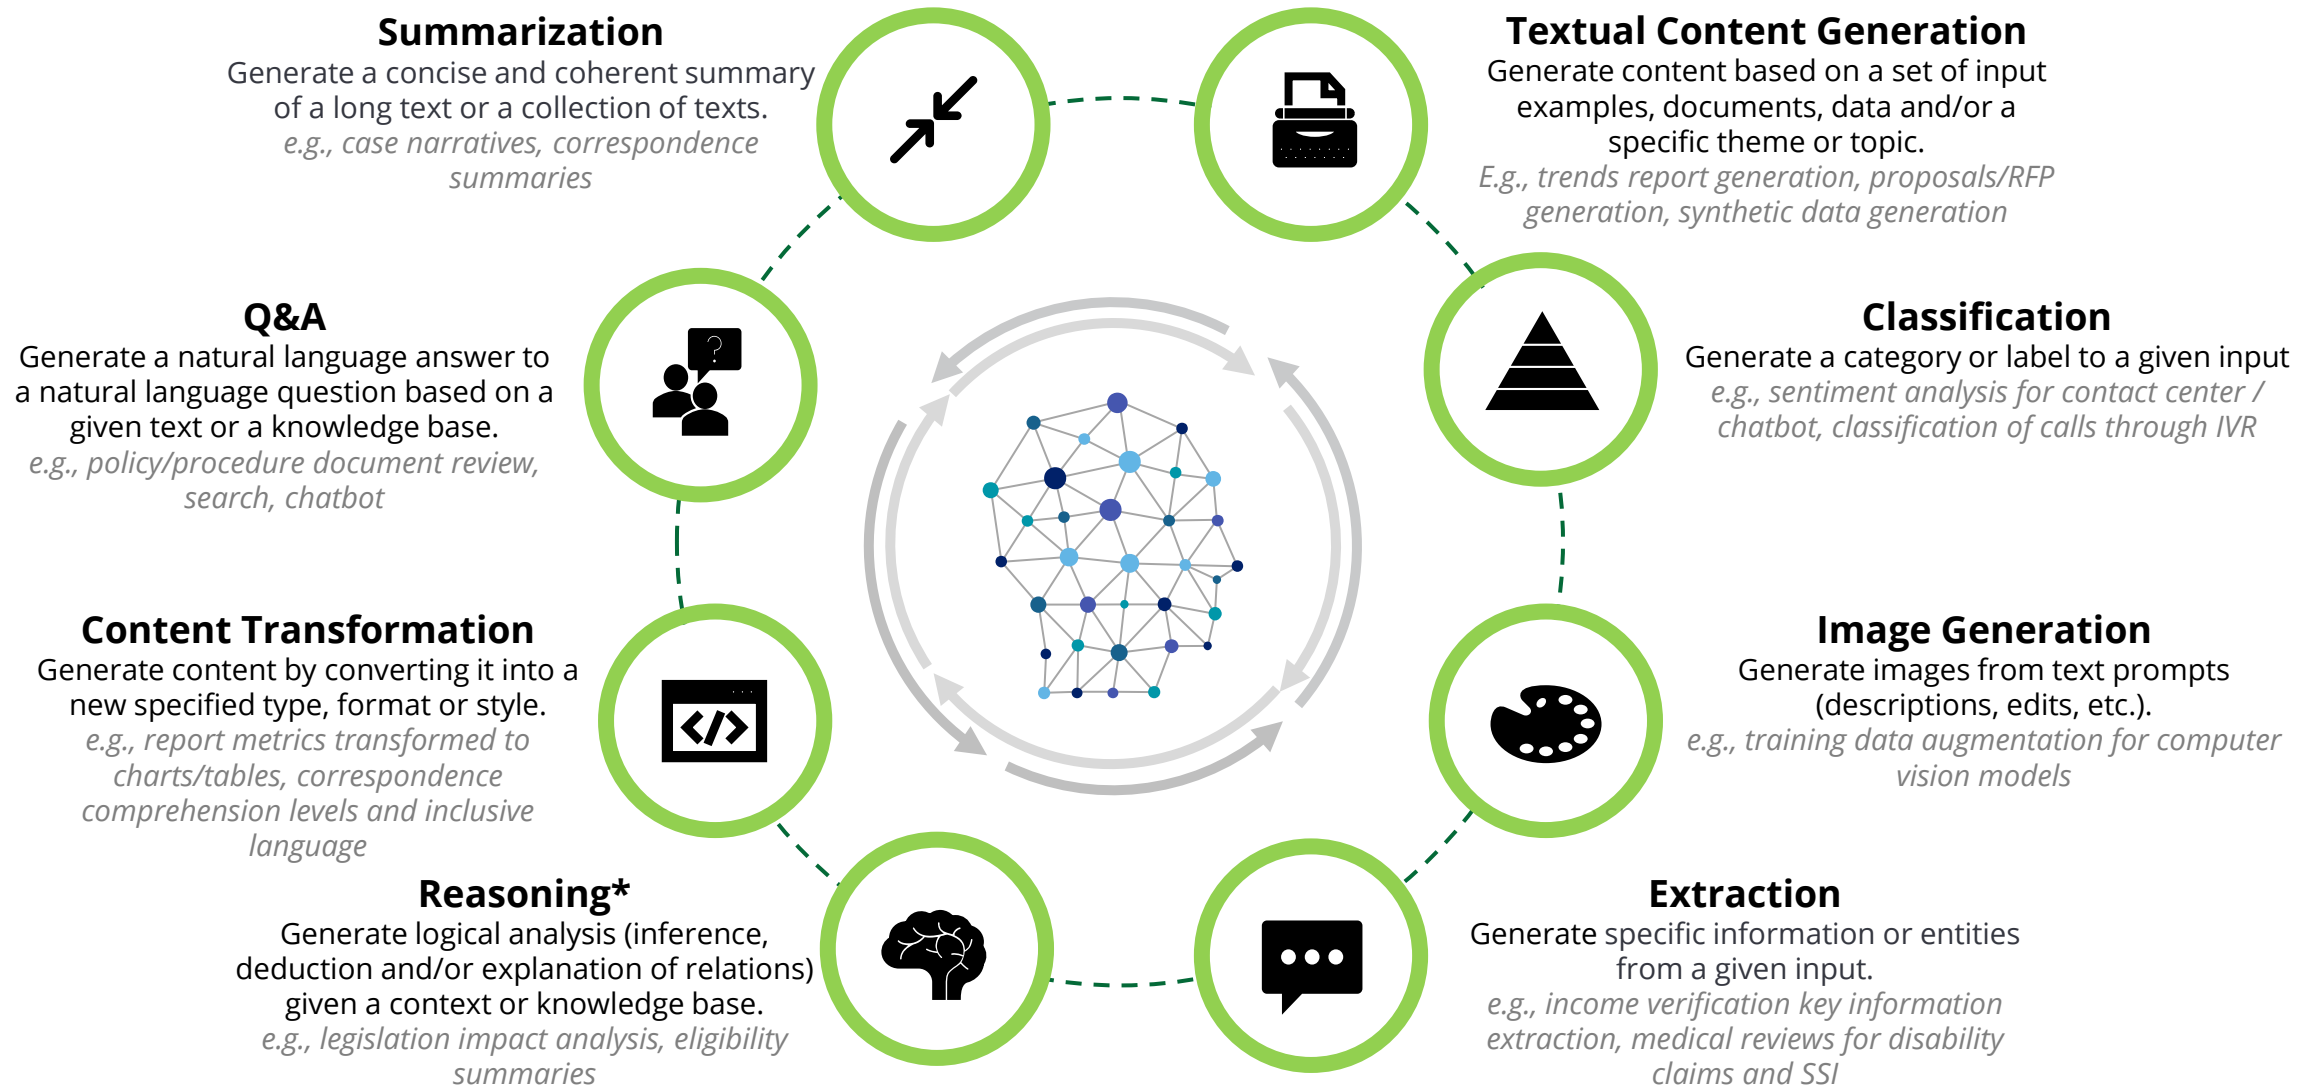 Summarization
Generate a concise and coherent summary
of a long text or a collection of texts.
e.g., case narratives, correspondence
summaries
Textual Content Generation
Generate content based on a set of input
examples, documents, data and/or a
specific theme or topic.
E.g., trends report generation, proposals/RFP
generation, synthetic data generation
Q&A
Generate a natural language answer to
a natural language question based on a
given text or a knowledge base.
e.g., policy/procedure document review,
search, chatbot
?
Classification
Generate a category or label to a given input
e.g., sentiment analysis for contact center /
chatbot, classification of calls through IVR
Content Transformation
Generate content by converting it into a
new specified type, format or style.
e.g., report metrics transformed to
charts/tables, correspondence
comprehension levels and inclusive
language
</>
Image Generation
Generate images from text prompts
(descriptions, edits, etc.).
e.g., training data augmentation for computer
vision models
Reasoning*
Generate logical analysis (inference,
deduction and/or explanation of relations)
given a context or knowledge base.
e.g., legislation impact analysis, eligibility
summaries
Extraction
Generate specific information or entities
from a given input.
e.g., income verification key information
extraction, medical reviews for disability
claims and SSI